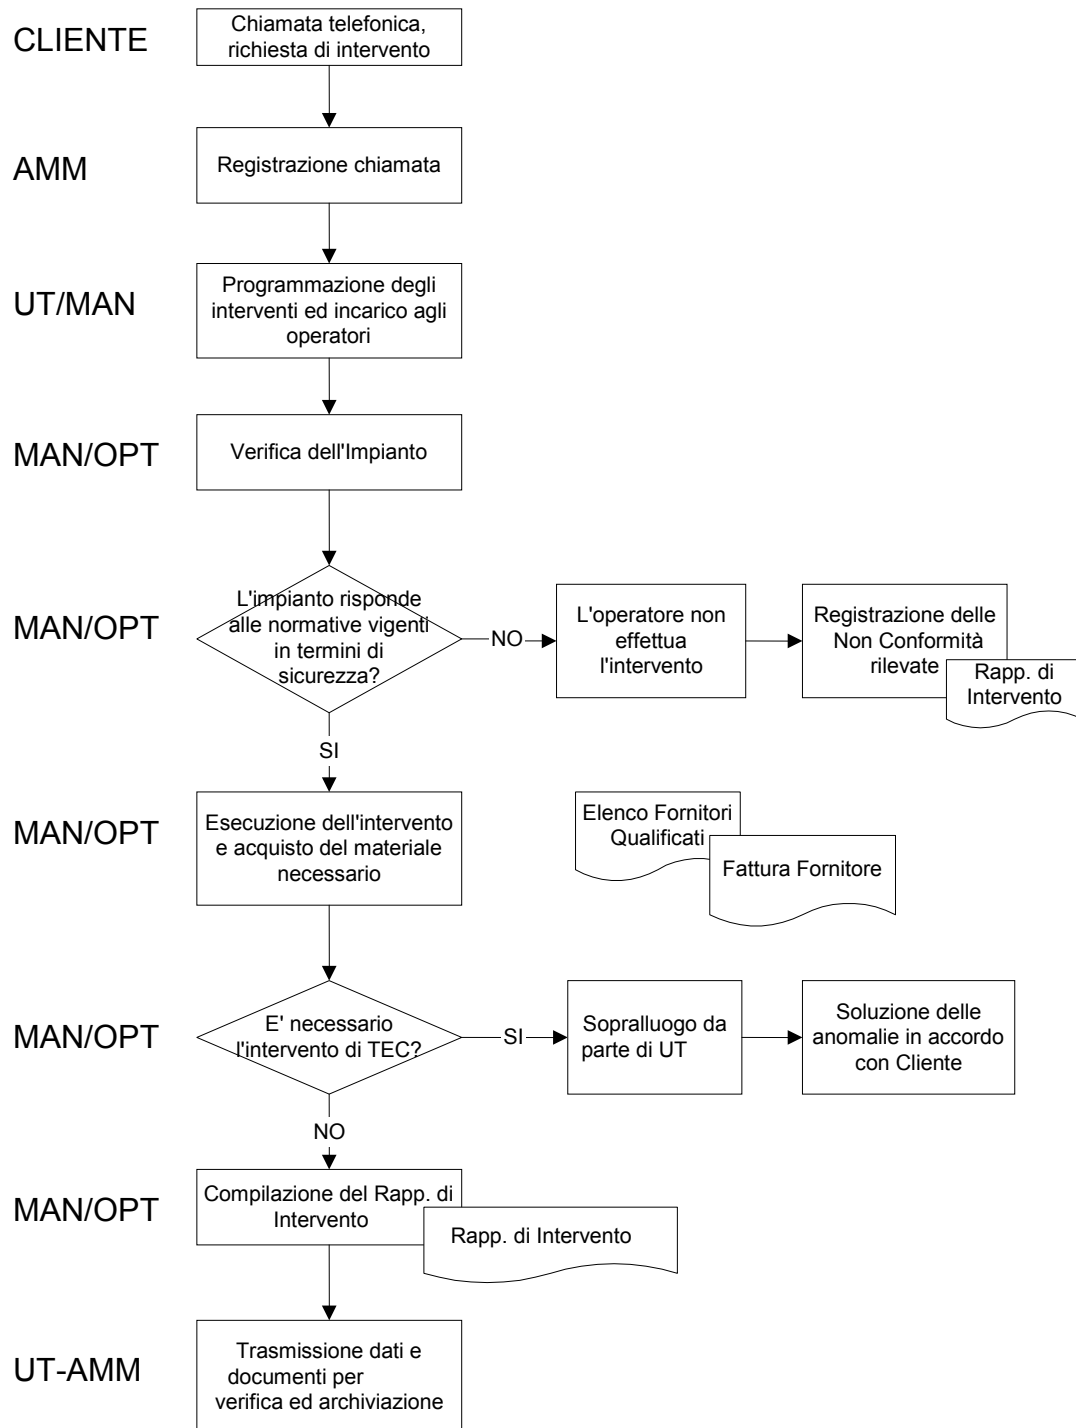 CLIENTE
Chiamata telefonica,
richiesta di intervento
AMM
Registrazione chiamata
UT/MAN
Programmazione degli
interventi ed incarico agli
operatori
MAN/OPT
Verifica dell'Impianto
MAN/OPT
L'impianto risponde
alle normative vigenti
in termini di
sicurezza?
NO
L'operatore non
effettua
l'intervento
Registrazione delle
Non Conformità
rilevate
Rapp. di
Intervento
SI
MAN/OPT
Esecuzione dell'intervento
e acquisto del materiale
necessario
Elenco Fornitori
Qualificati
Fattura Fornitore
MAN/OPT
E' necessario
l'intervento di TEC?
SI
Sopralluogo da
parte di UT
Soluzione delle
anomalie in accordo
con Cliente
NO
MAN/OPT
Compilazione del Rapp. di
Intervento
Rapp. di Intervento
UT-AMM
Trasmissione dati e
documenti per
verifica ed archiviazione